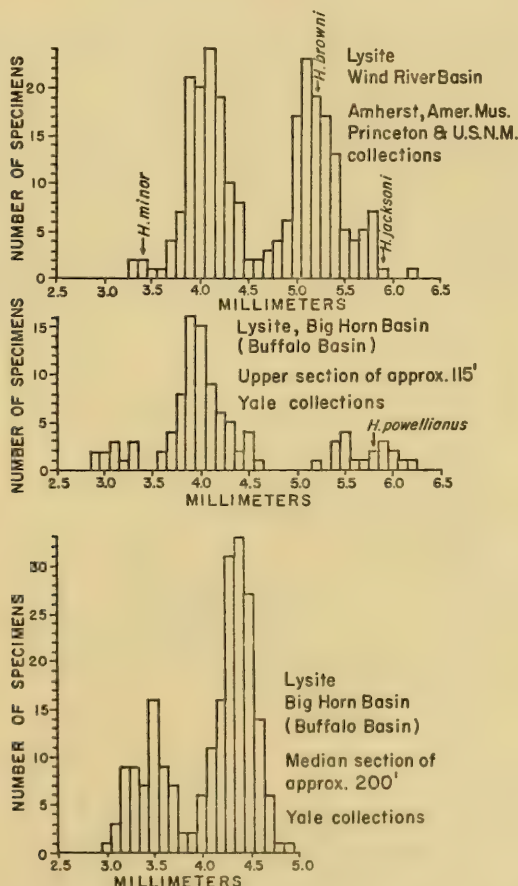 NUMBER OF SPECIMENS
20
10
0
H. minor
H. browni
H. jacksoni
Lysite
Wind River Basin
Amherst, Amer. Mus.
Princeton & U.S.N.M.
collections
2.5 3.0 3.5 4.0 4.5 5.0 5.5 6.0 6.5
MILLIMETERS
NUMBER OF SPECIMENS
15
10
5
0
Lysite, Big Horn Basin
(Buffalo Basin)
Upper section of approx. 115'
Yale collections
H. powellianus
2.5 3.0 3.5 4.0 4.5 5.0 5.5 6.0 6.5
MILLIMETERS
NUMBER OF SPECIMENS
30
25
20
15
10
5
0
Lysite
Big Horn Basin
(Buffalo Basin)
Median section of
approx. 200'
Yale collections
2.5 3.0 3.5 4.0 4.5 5.0
MILLIMETERS